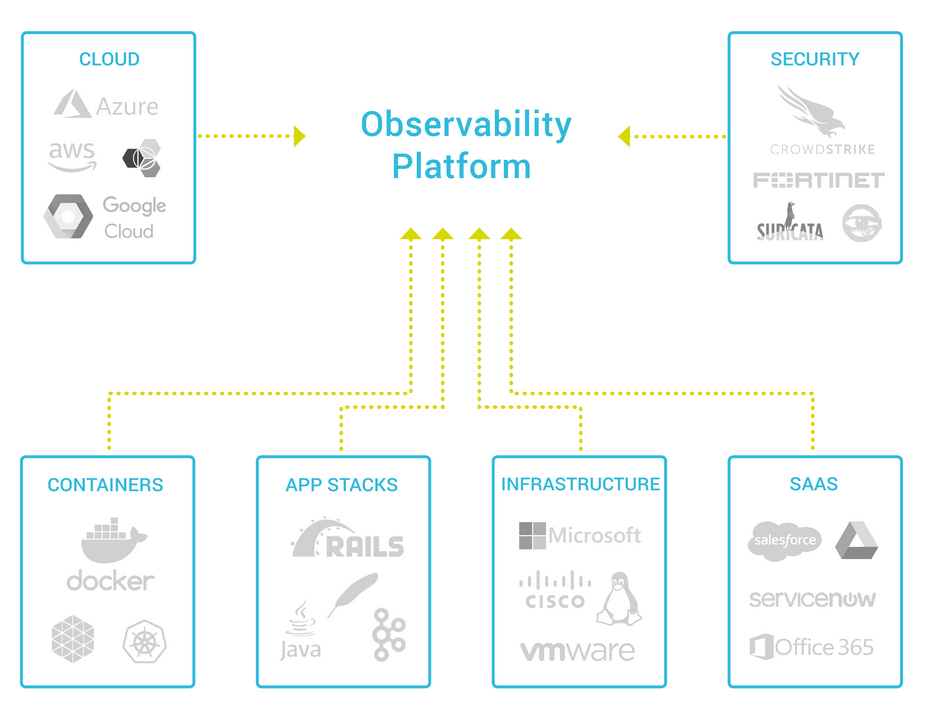 CLOUD
Azure
aws
Google
Cloud
Observability
Platform
SECURITY
CROWDSTRIKE
FORTINET
SURICATA
CONTAINERS
docker
APP STACKS
RAILS
Java
INFRASTRUCTURE
Microsoft
CISCO
vmware
SAAS
salesforce
servicenow
Office 365